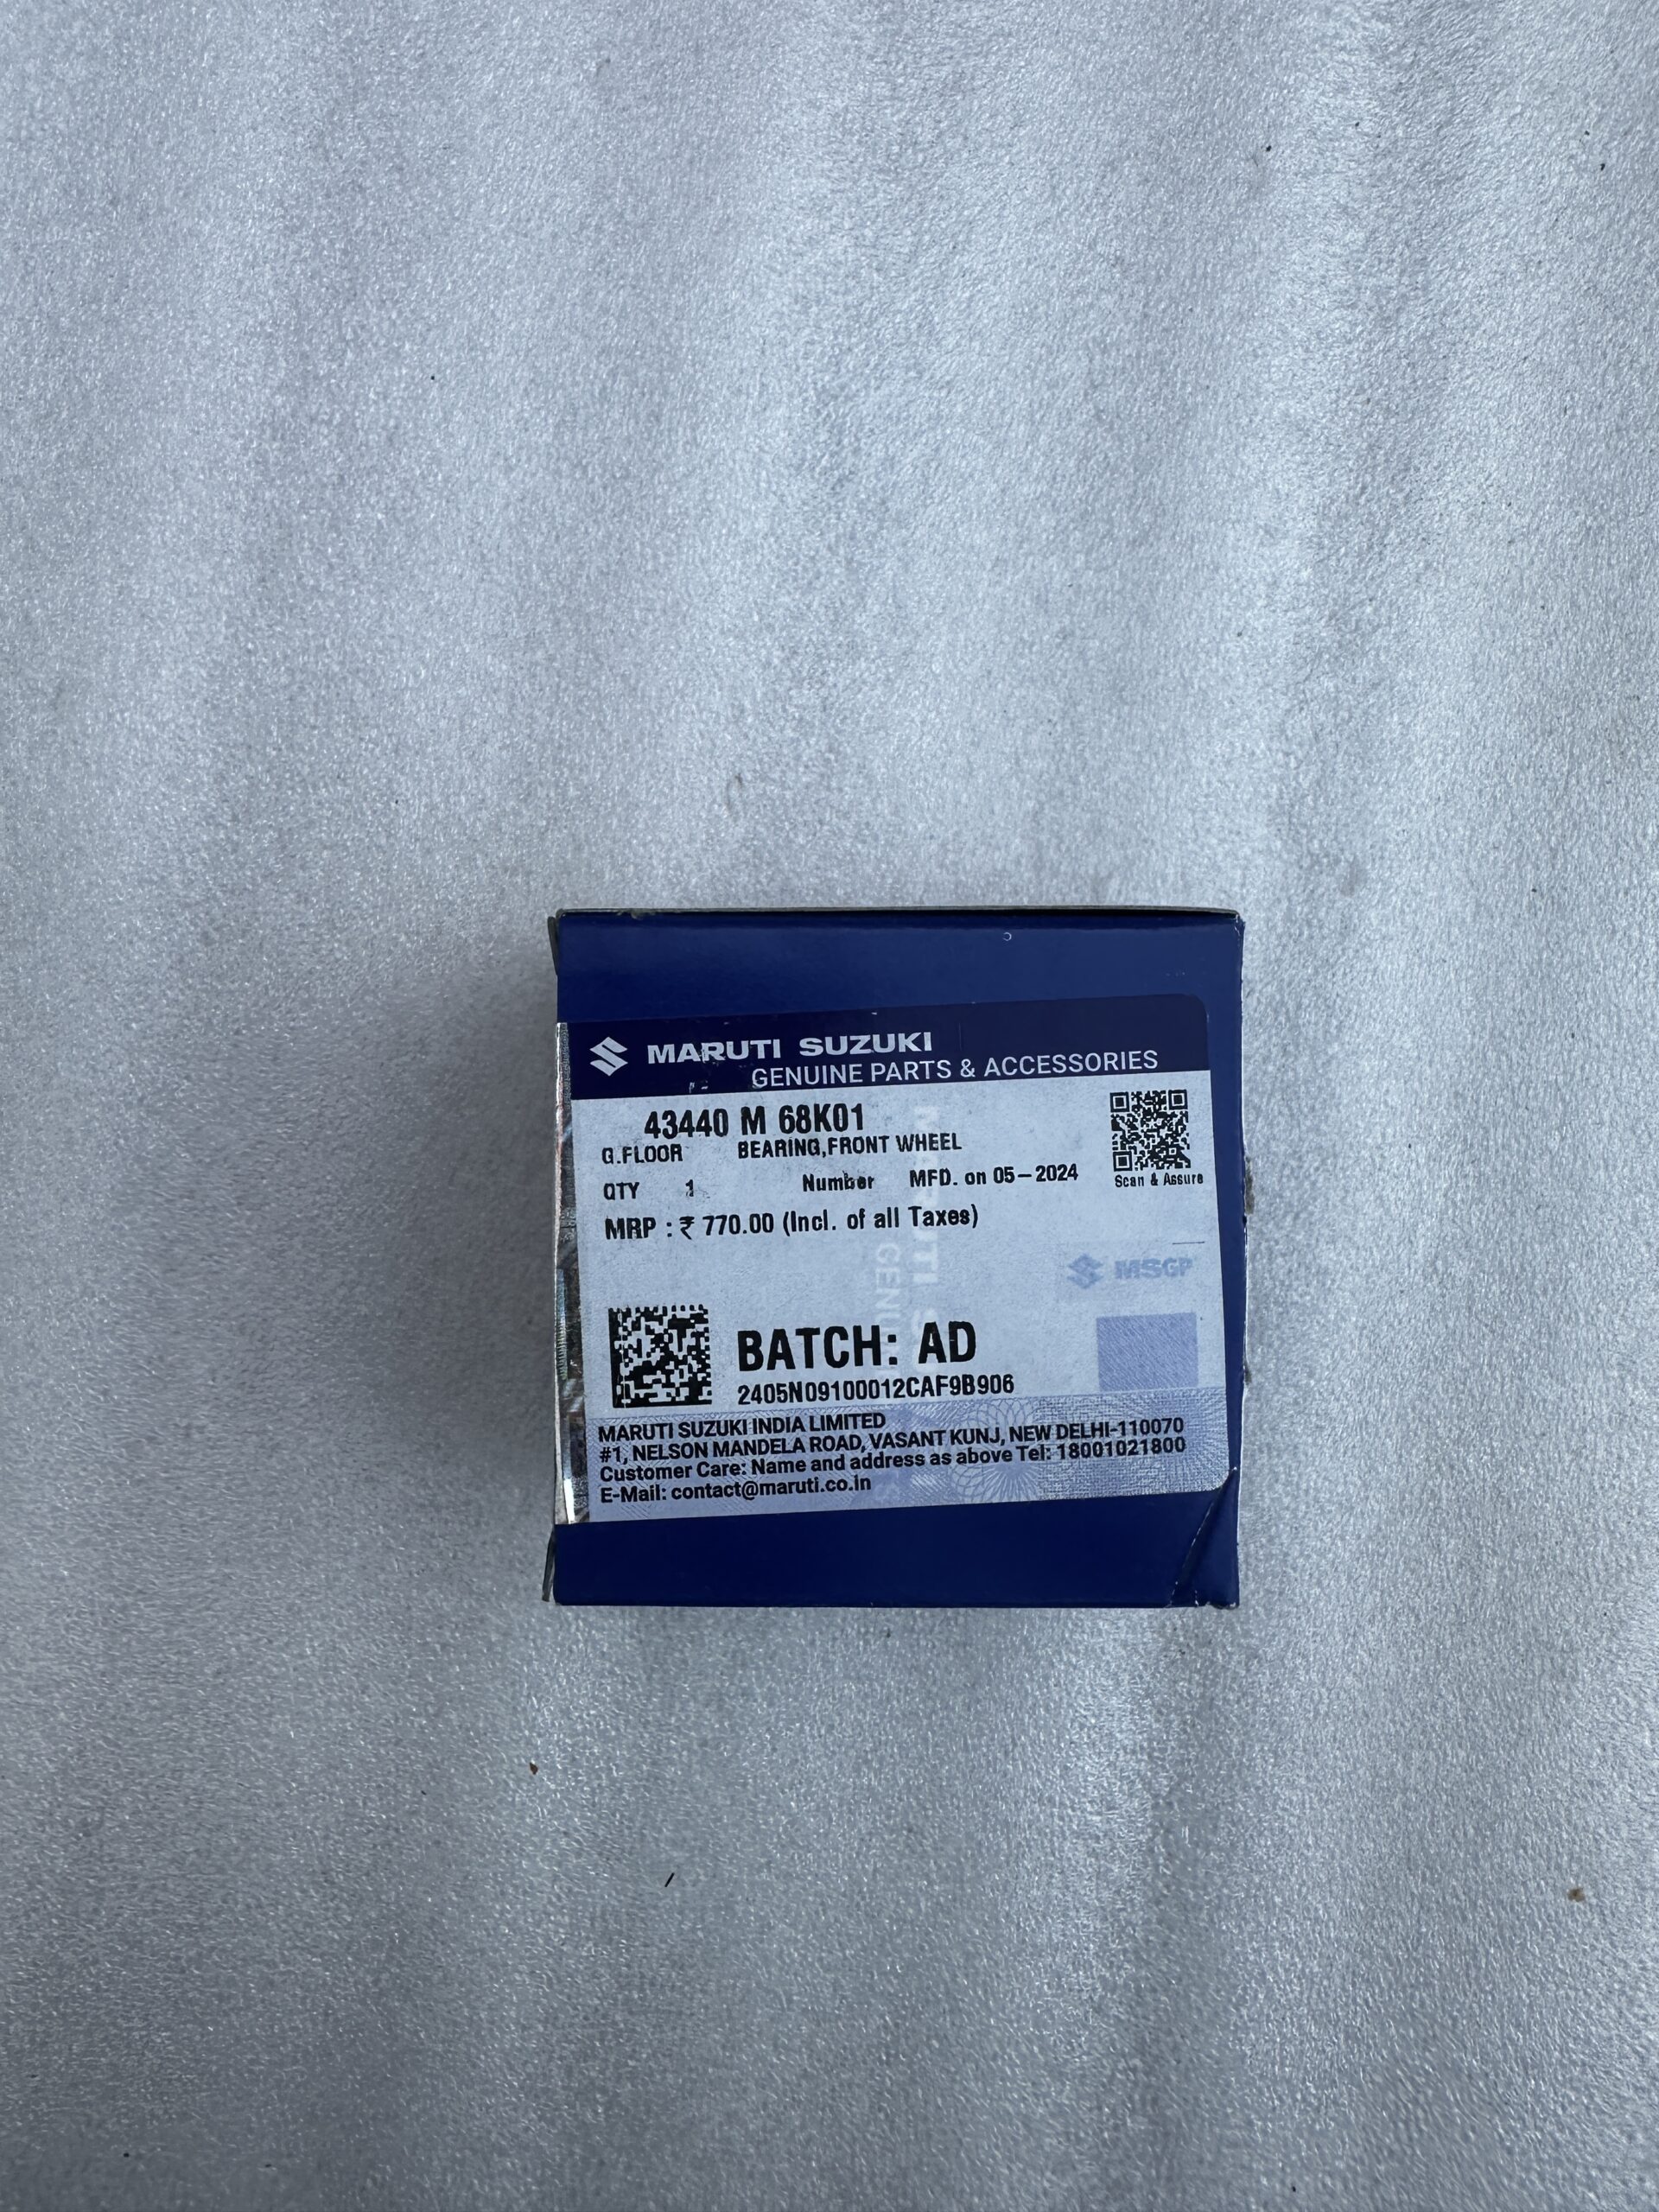 MARUTI SUZUKI
GENUINE PARTS & ACCESSORIES
43440 M 68K01
G.FLOOR BEARING,FRONT WHEEL
QTY 1 Number MFD. on 05-2024
Scan & Assure
MRP : ₹ 770.00 (Incl. of all Taxes)
MSGP
BATCH: AD
2405N09100012CAF9B906
MARUTI SUZUKI INDIA LIMITED
#1, NELSON MANDELA ROAD, VASANT KUNJ, NEW DELHI-110070
Customer Care: Name and address as above Tel: 18001021800
E-Mail: contact@maruti.co.in